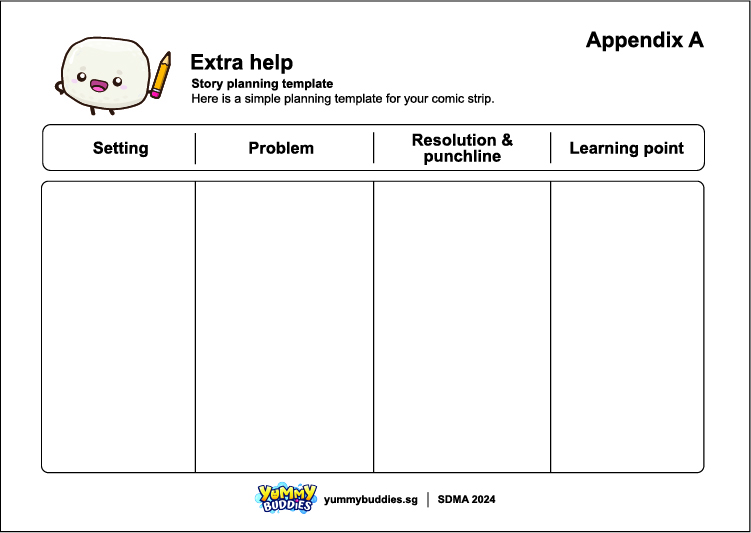 Appendix A
Extra help
Story planning template
Here is a simple planning template for your comic strip.
Setting
Problem
Resolution &
punchline
Learning point
YUMMY
BUDDIES
yummybuddies.sg | SDMA 2024